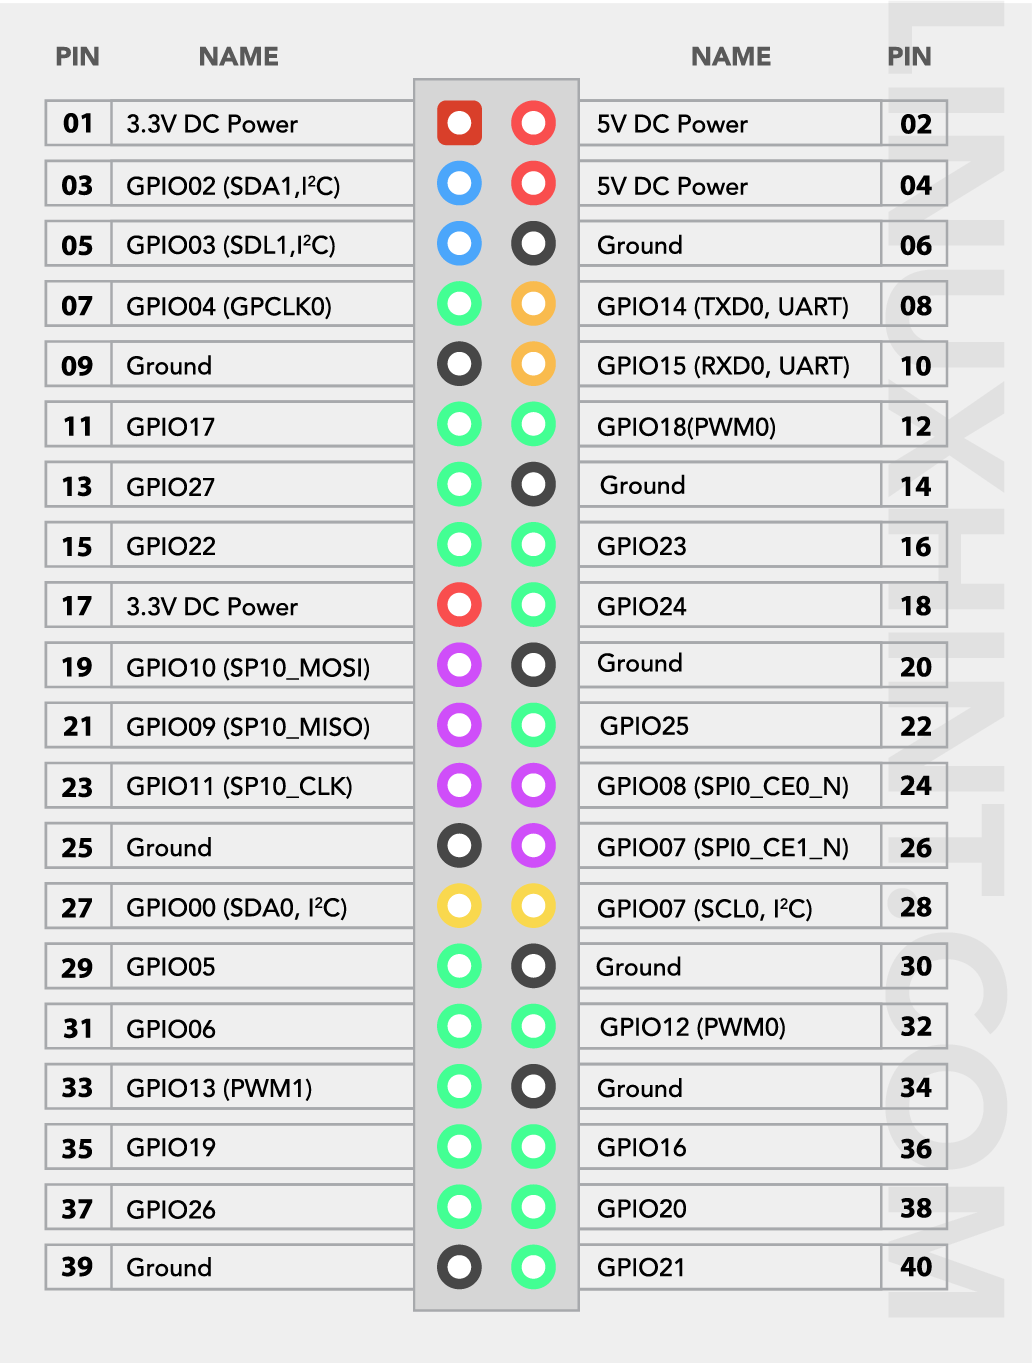 PIN NAME NAME PIN
01 3.3V DC Power 5V DC Power 02
03 GPIO02 (SDA1,I²C) 5V DC Power 04
05 GPIO03 (SDL1,I²C) Ground 06
07 GPIO04 (GPCLK0) GPIO14 (TXD0, UART) 08
09 Ground GPIO15 (RXD0, UART) 10
11 GPIO17 GPIO18(PWM0) 12
13 GPIO27 Ground 14
15 GPIO22 GPIO23 16
17 3.3V DC Power GPIO24 18
19 GPIO10 (SP10_MOSI) Ground 20
21 GPIO09 (SP10_MISO) GPIO25 22
23 GPIO11 (SP10_CLK) GPIO08 (SPI0_CE0_N) 24
25 Ground GPIO07 (SPI0_CE1_N) 26
27 GPIO00 (SDA0, I²C) GPIO07 (SCL0, I²C) 28
29 GPIO05 Ground 30
31 GPIO06 GPIO12 (PWM0) 32
33 GPIO13 (PWM1) Ground 34
35 GPIO19 GPIO16 36
37 GPIO26 GPIO20 38
39 Ground GPIO21 40
LINUXHINT.COM